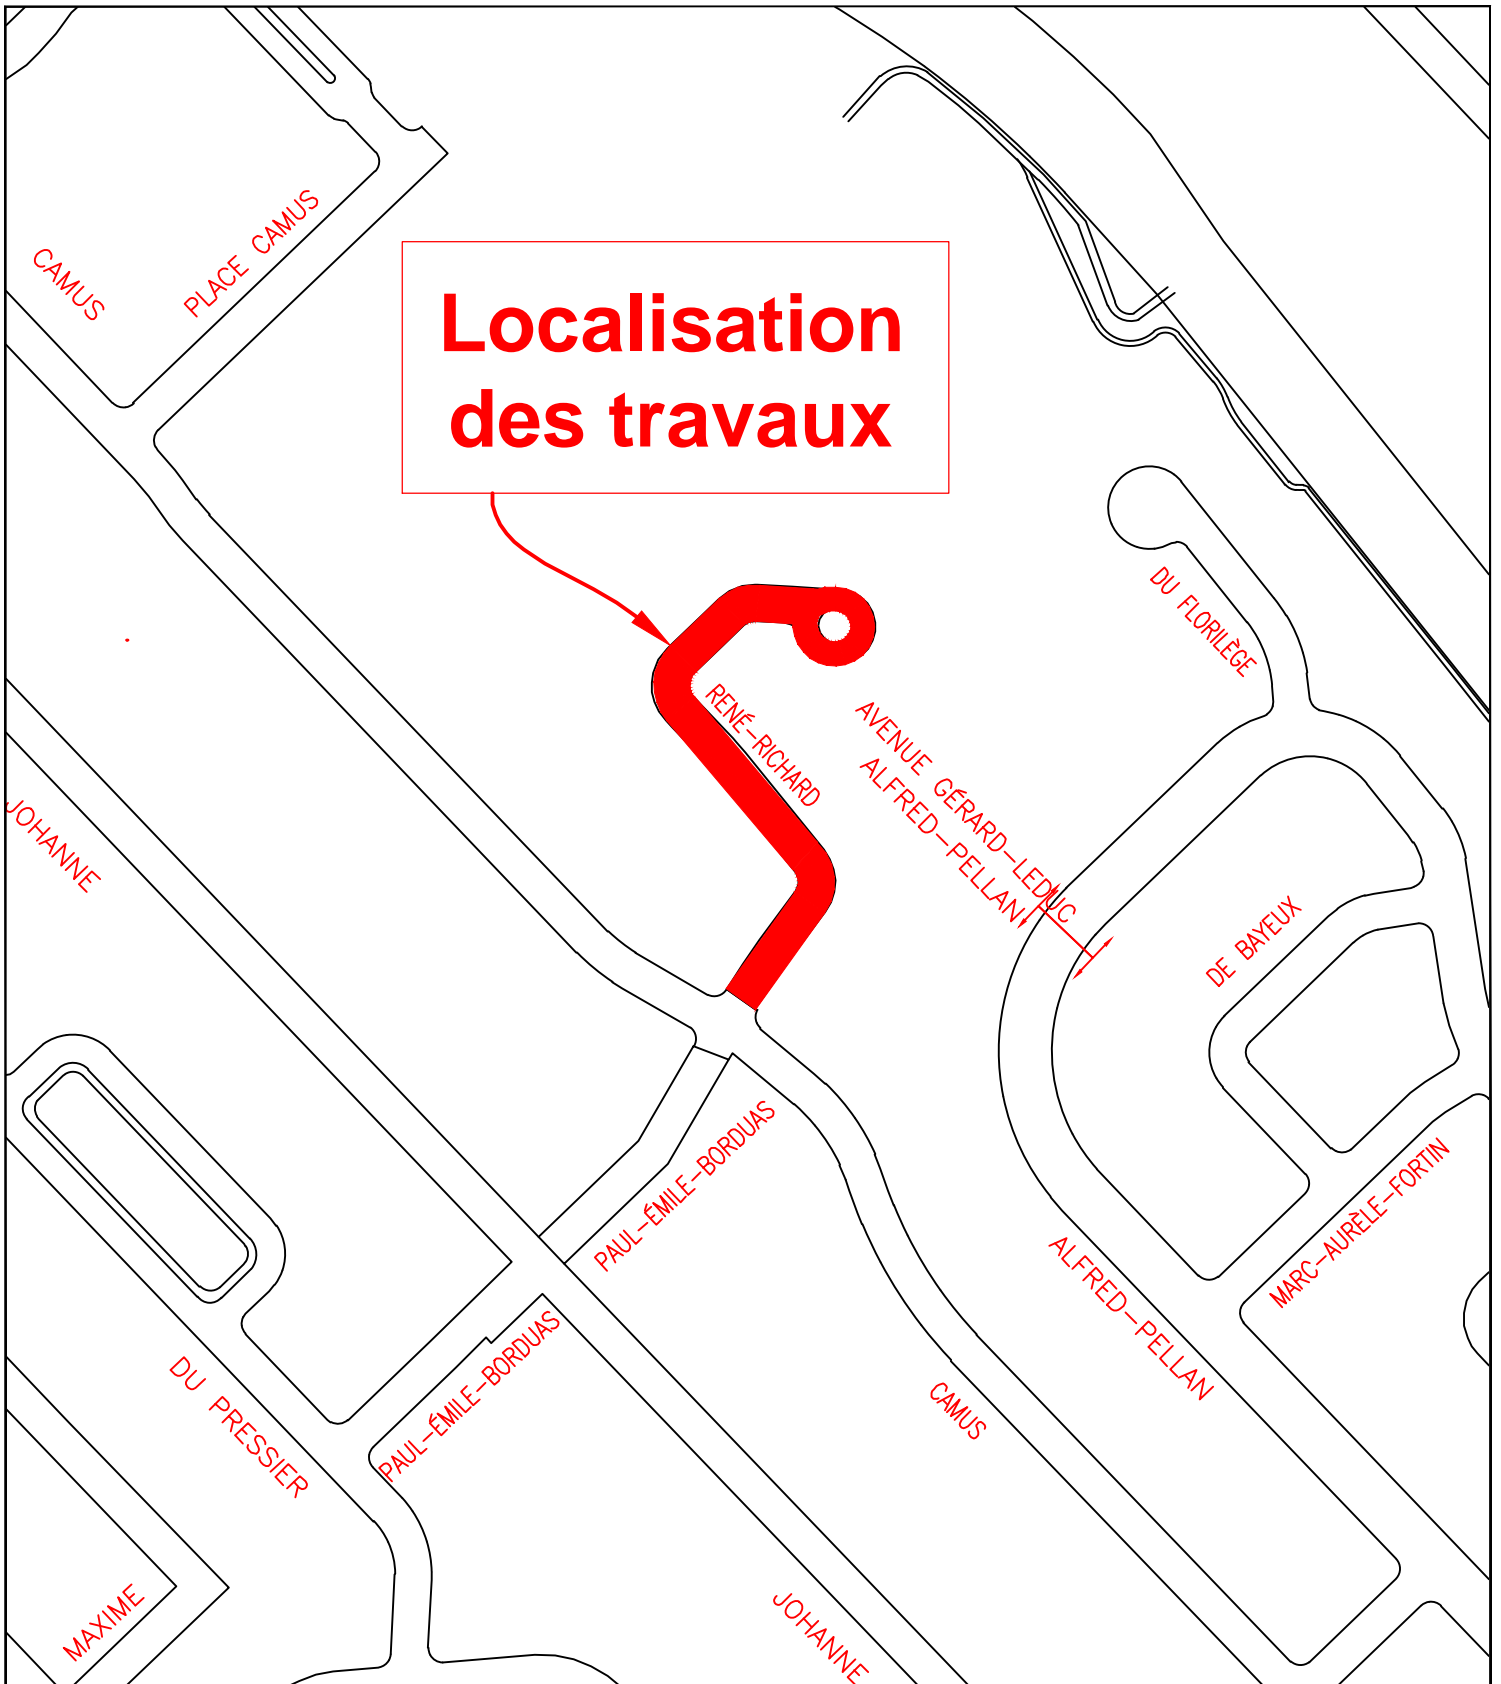 PLACE CAMUS
CAMUS
Localisation
des travaux
DU FLORILÈGE
RENÉ-RICHARD
AVENUE GÉRARD-LEDUC
ALFRED-PELLAN
JOHANNE
DE BAYEUX
PAUL-ÉMILE-BORDUAS
MARC-AURÈLE-FORTIN
ALFRED-PELLAN
PAUL-ÉMILE-BORDUAS
DU PRESSIER
CAMUS
MAXIME
JOHANNE